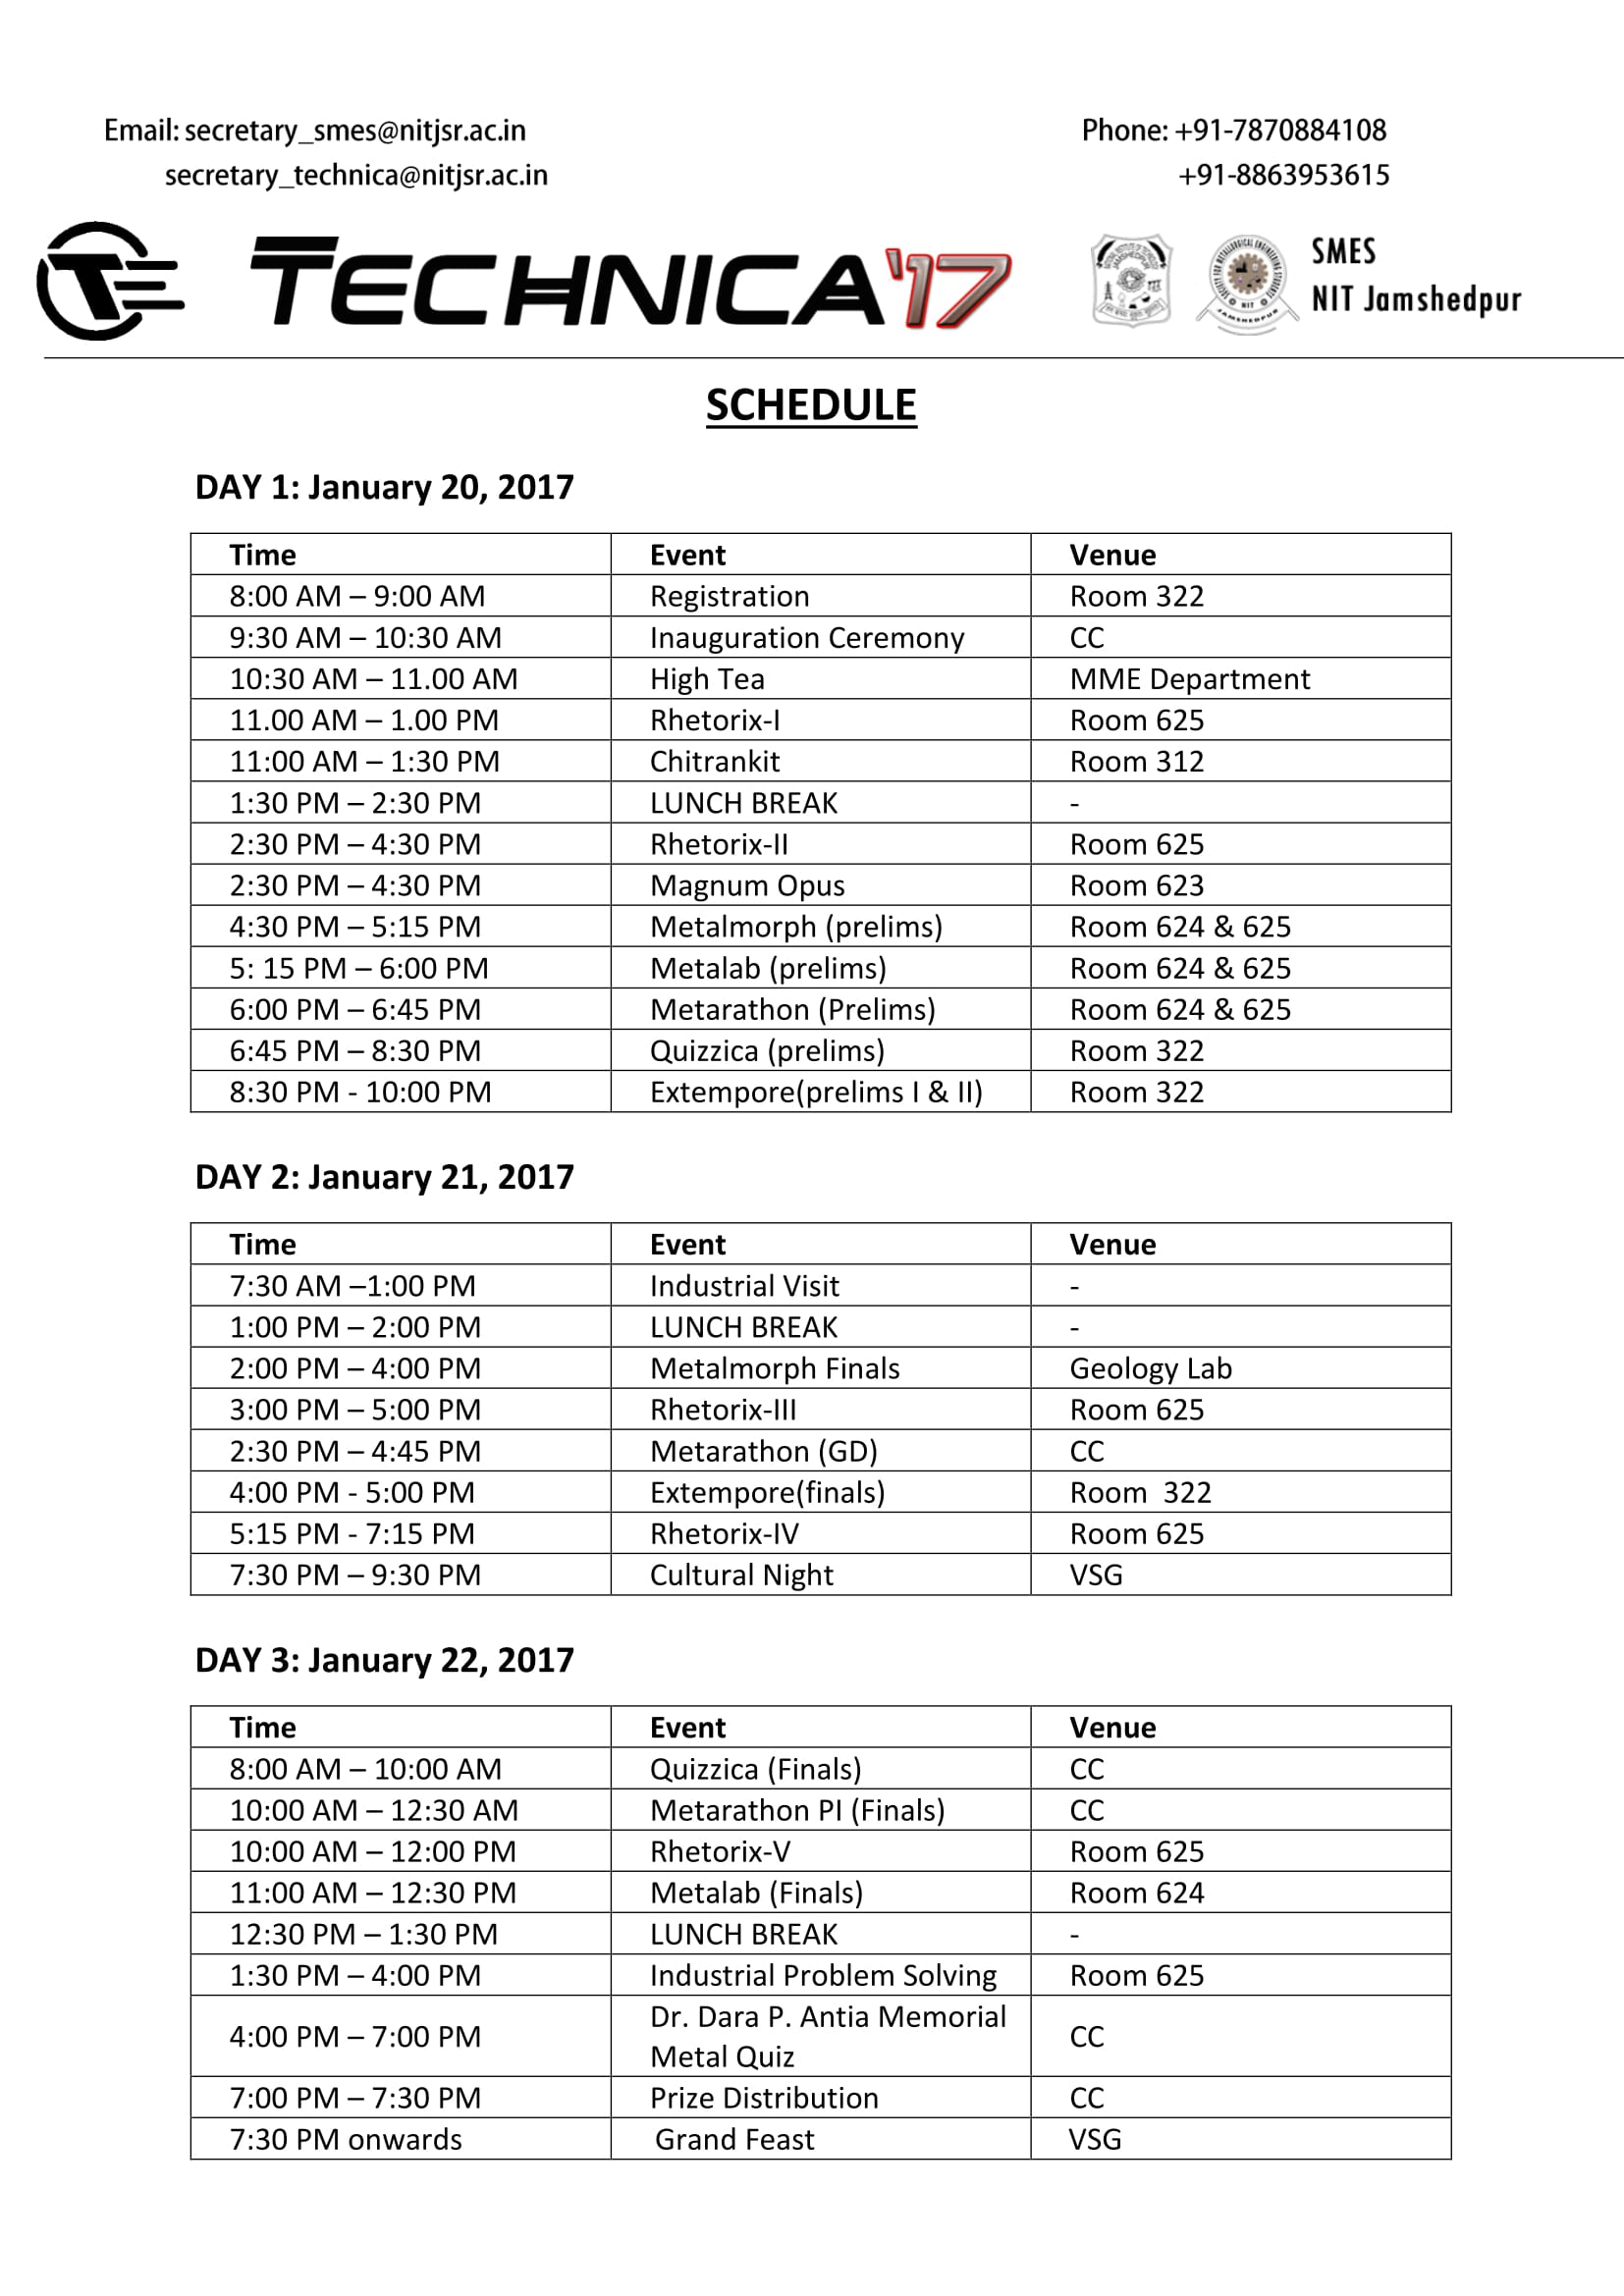 Email: secretary_smes@nitjsr.ac.in Phone: +91-7870884108
secretary_technica@nitjsr.ac.in +91-8863953615
TECHNICA'17
SMES
NIT Jamshedpur
SCHEDULE
DAY 1: January 20, 2017
Time Event Venue
8:00 AM – 9:00 AM Registration Room 322
9:30 AM – 10:30 AM Inauguration Ceremony CC
10:30 AM – 11.00 AM High Tea MME Department
11.00 AM – 1.00 PM Rhetorix-I Room 625
11:00 AM – 1:30 PM Chitrankit Room 312
1:30 PM – 2:30 PM LUNCH BREAK -
2:30 PM – 4:30 PM Rhetorix-II Room 625
2:30 PM – 4:30 PM Magnum Opus Room 623
4:30 PM – 5:15 PM Metalmorph (prelims) Room 624 & 625
5: 15 PM – 6:00 PM Metalab (prelims) Room 624 & 625
6:00 PM – 6:45 PM Metarathon (Prelims) Room 624 & 625
6:45 PM – 8:30 PM Quizzica (prelims) Room 322
8:30 PM - 10:00 PM Extempore(prelims I & II) Room 322
DAY 2: January 21, 2017
Time Event Venue
7:30 AM –1:00 PM Industrial Visit -
1:00 PM – 2:00 PM LUNCH BREAK -
2:00 PM – 4:00 PM Metalmorph Finals Geology Lab
3:00 PM – 5:00 PM Rhetorix-III Room 625
2:30 PM – 4:45 PM Metarathon (GD) CC
4:00 PM - 5:00 PM Extempore(finals) Room  322
5:15 PM - 7:15 PM Rhetorix-IV Room 625
7:30 PM – 9:30 PM Cultural Night VSG
DAY 3: January 22, 2017
Time Event Venue
8:00 AM – 10:00 AM Quizzica (Finals) CC
10:00 AM – 12:30 AM Metarathon PI (Finals) CC
10:00 AM – 12:00 PM Rhetorix-V Room 625
11:00 AM – 12:30 PM Metalab (Finals) Room 624
12:30 PM – 1:30 PM LUNCH BREAK -
1:30 PM – 4:00 PM Industrial Problem Solving Room 625
4:00 PM – 7:00 PM Dr. Dara P. Antia Memorial
Metal Quiz CC
7:00 PM – 7:30 PM Prize Distribution CC
7:30 PM onwards Grand Feast VSG